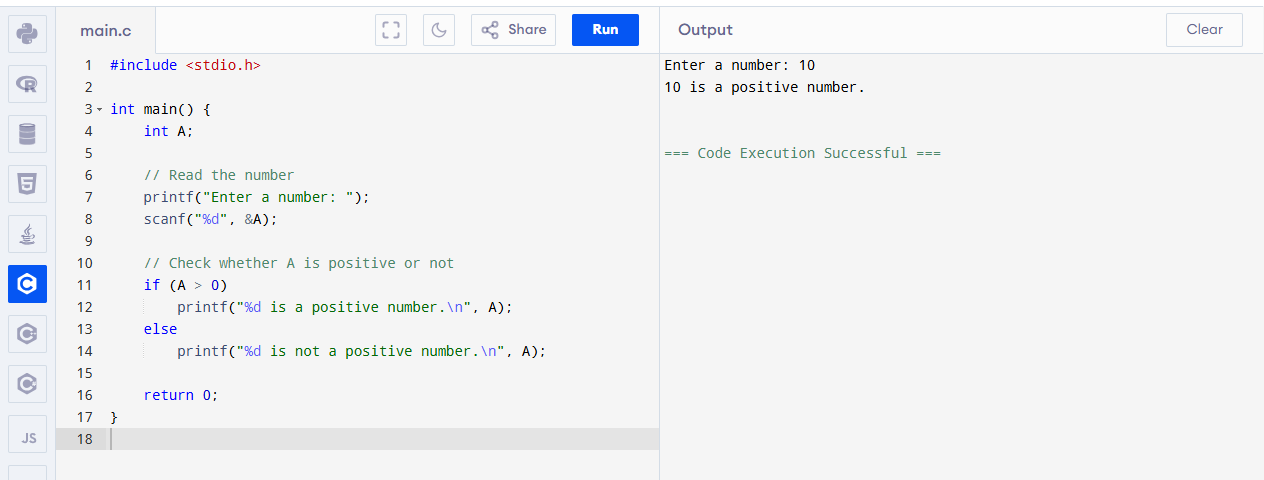 main.c
Share
Run
Output
Clear
1 #include <stdio.h>
2
3 int main() {
4     int A;
5
6     // Read the number
7     printf("Enter a number: ");
8     scanf("%d", &A);
9
10     // Check whether A is positive or not
11     if (A > 0)
12         printf("%d is a positive number.\n", A);
13     else
14         printf("%d is not a positive number.\n", A);
15
16     return 0;
17 }
18
Enter a number: 10
10 is a positive number.
=== Code Execution Successful ===
R
5
C
C
C
JS